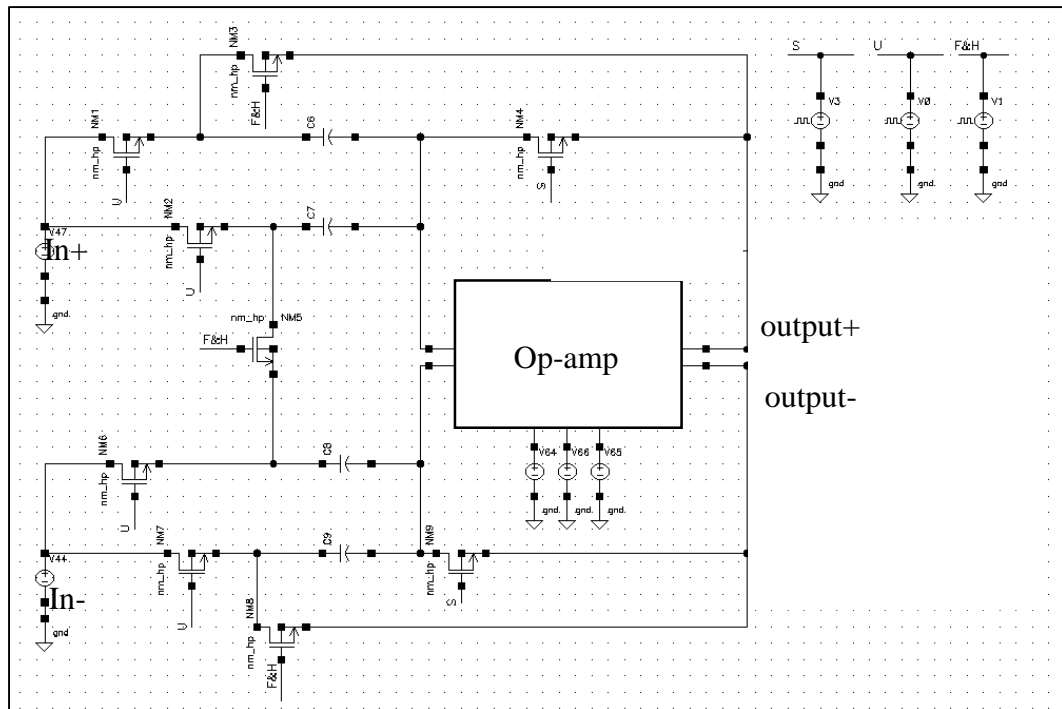 NM3
nm_hp
F&H
S
U
F&H
V3
V0
V1
gnd
gnd.
gnd
NM1
nm_hp
U
C6
NM4
nm_hp
S
NM2
nm_hp
U
C7
V47
In+
gnd.
nm_hp NM5
F&H
Op-amp
output+
output-
V64 V66 V65
gnd. gnd. gnd.
NM6
nm_hp
U
C8
NM7
nm_hp
U
C9
NM9
nm_hp
S
V44
In-
gnd
NM8
nm_hp
F&H